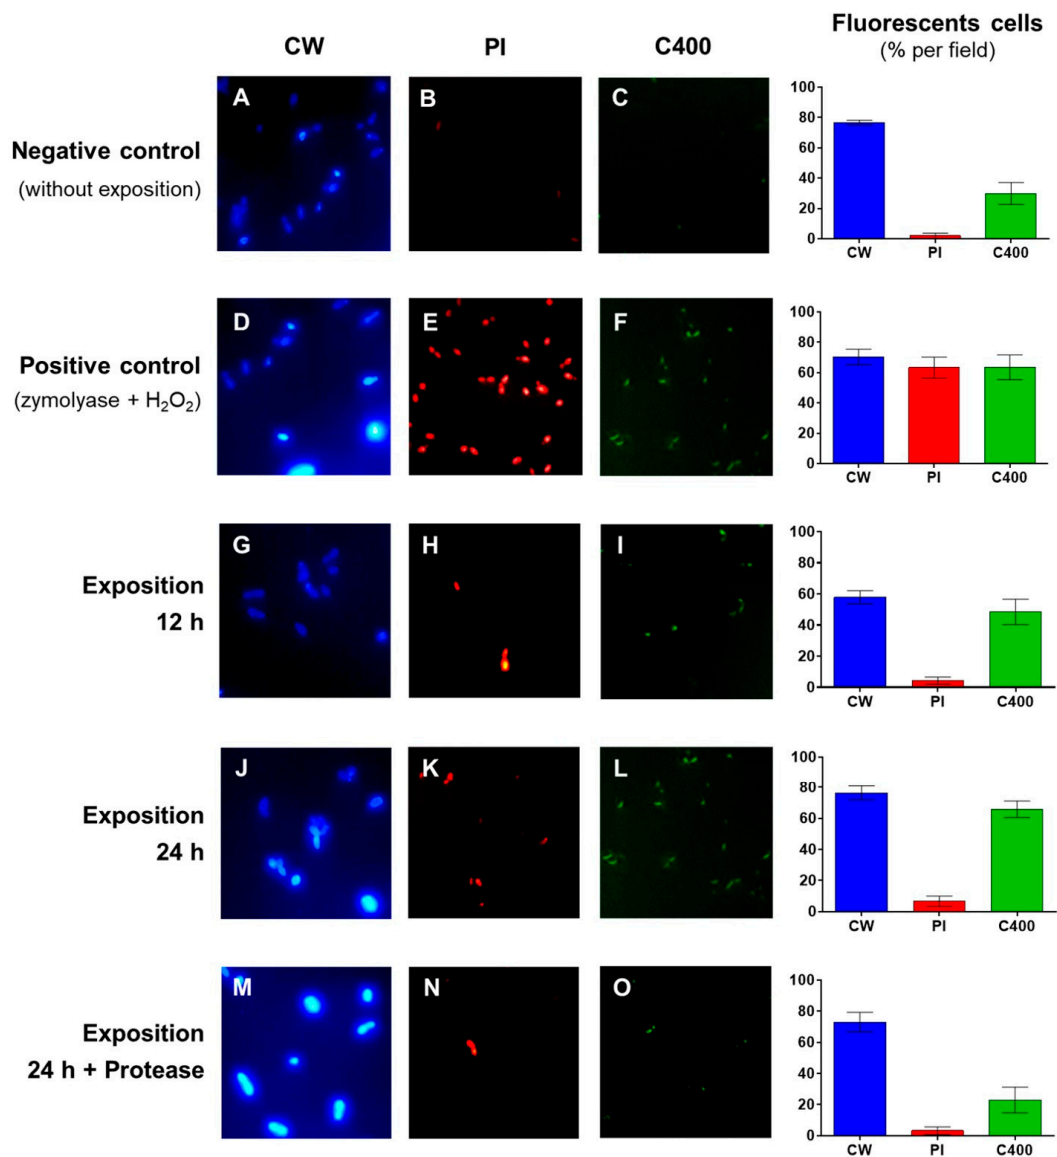 Fluorescents cells
(% per field)
CW PI C400
A B C
Negative control
(without exposition)
100
80
60
40
20
0
CW PI C400
D E F
Positive control
(zymolyase + H₂O₂)
100
80
60
40
20
0
CW PI C400
G H I
Exposition
12 h
100
80
60
40
20
0
CW PI C400
J K L
Exposition
24 h
100
80
60
40
20
0
CW PI C400
M N O
Exposition
24 h + Protease
100
80
60
40
20
0
CW PI C400